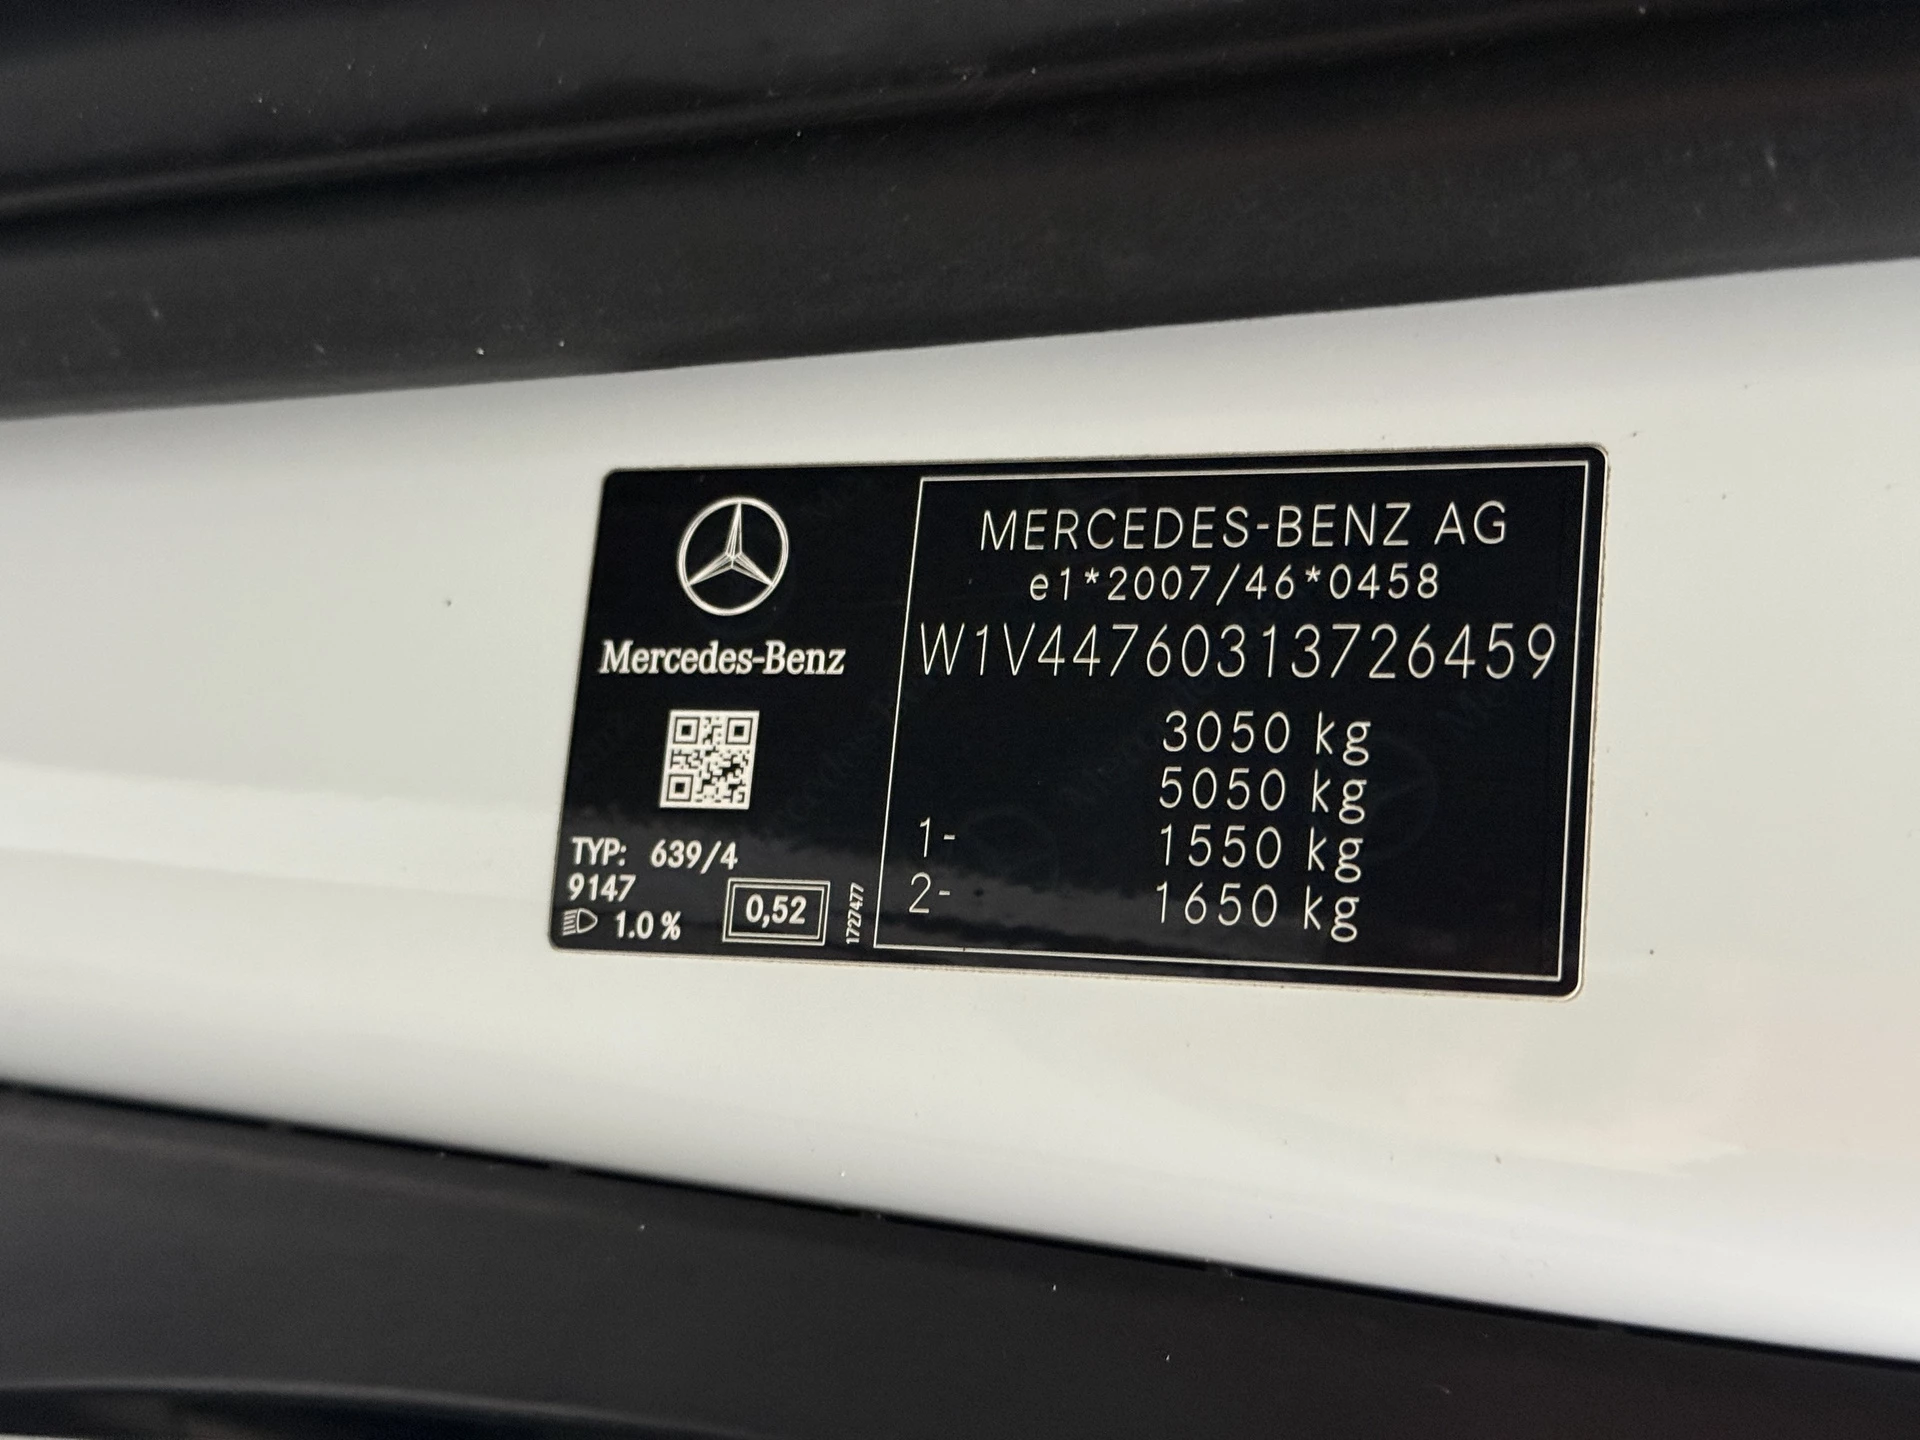 Mercedes-Benz
TYP: 639/4
9147
1.0 %
0,52
1727477
MERCEDES-BENZ AG
e1*2007/46*0458
W1V44760313726459
3050 kg
5050 kg
1- 1550 kg
2- 1650 kg